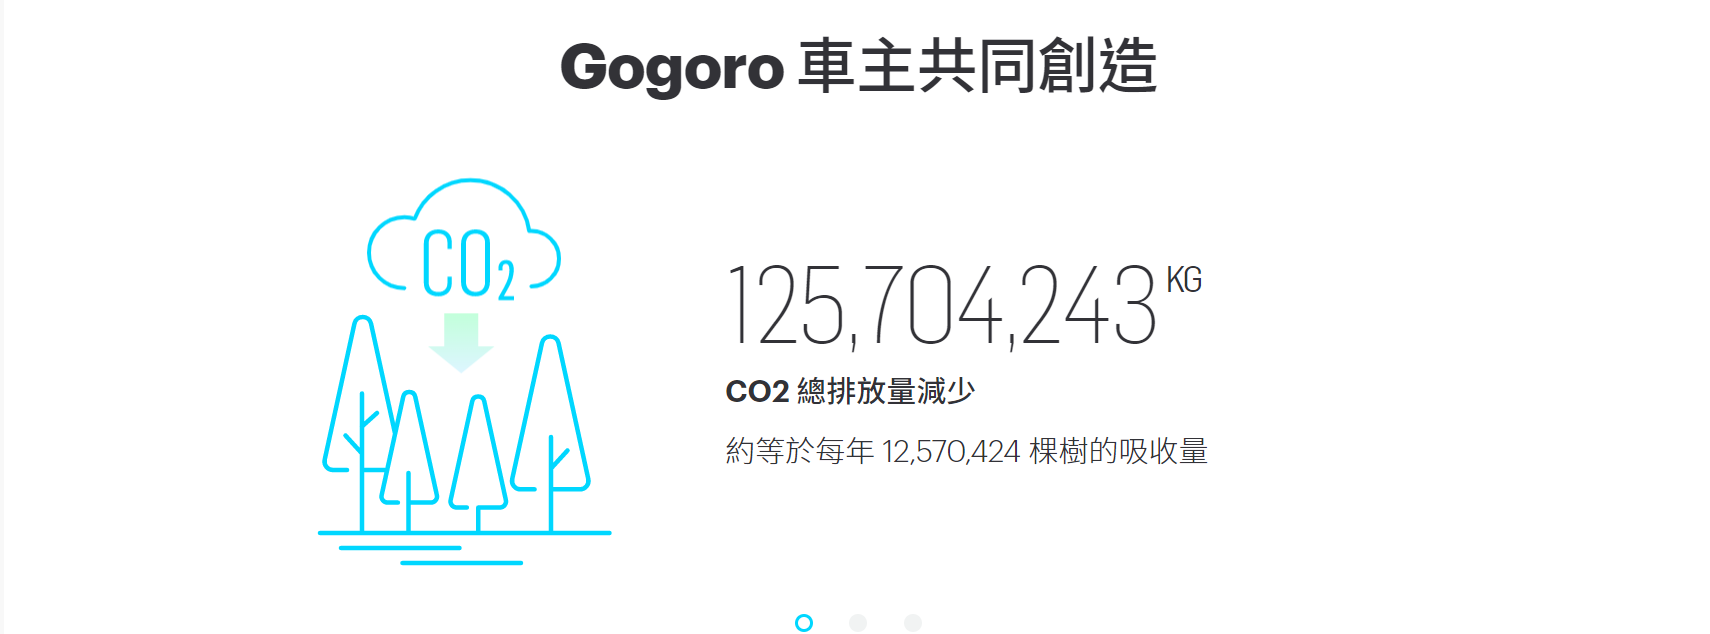 Gogoro 車主共同創造
CO2
125,704,243 KG
CO2 總排放量減少
約等於每年 12,570,424 棵樹的吸收量